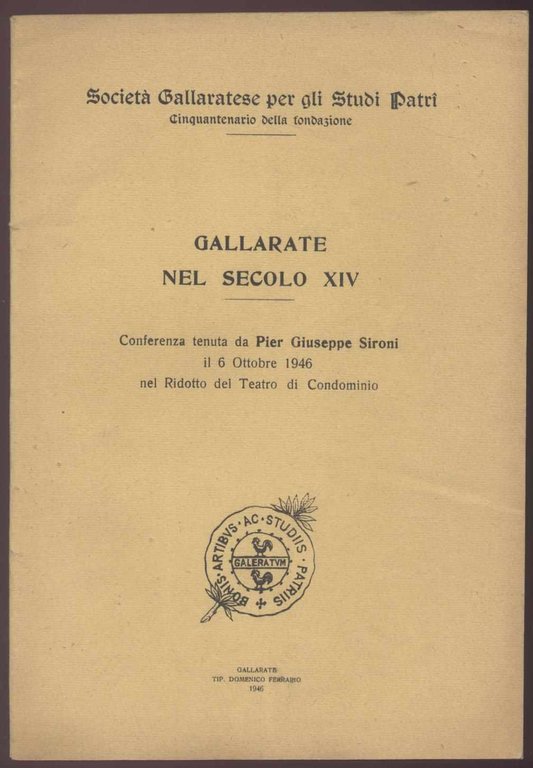 Società Gallaratese per gli Studi Patrî
Cinquantenario della fondazione
GALLARATE
NEL SECOLO XIV
Conferenza tenuta da Pier Giuseppe Sironi
il 6 Ottobre 1946
nel Ridotto del Teatro di Condominio
BONIS·ARTIBVS·AC·STUDIIS·PATRIIS
GALERATVM
GALLARATE
TIP. DOMENICO FERRARIO
1946